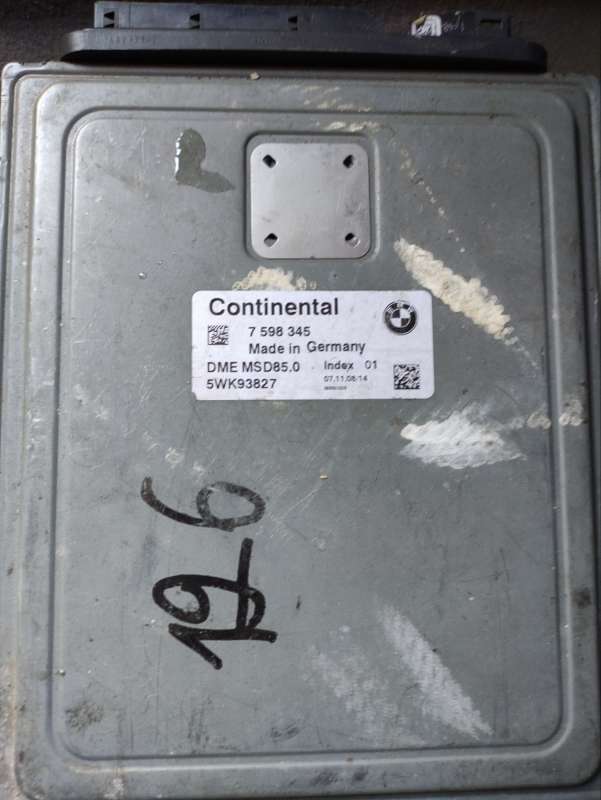 Continental
7 598 345
Made in Germany
DME MSD85.0 Index 01
5WK93827 07.11.08-14
126